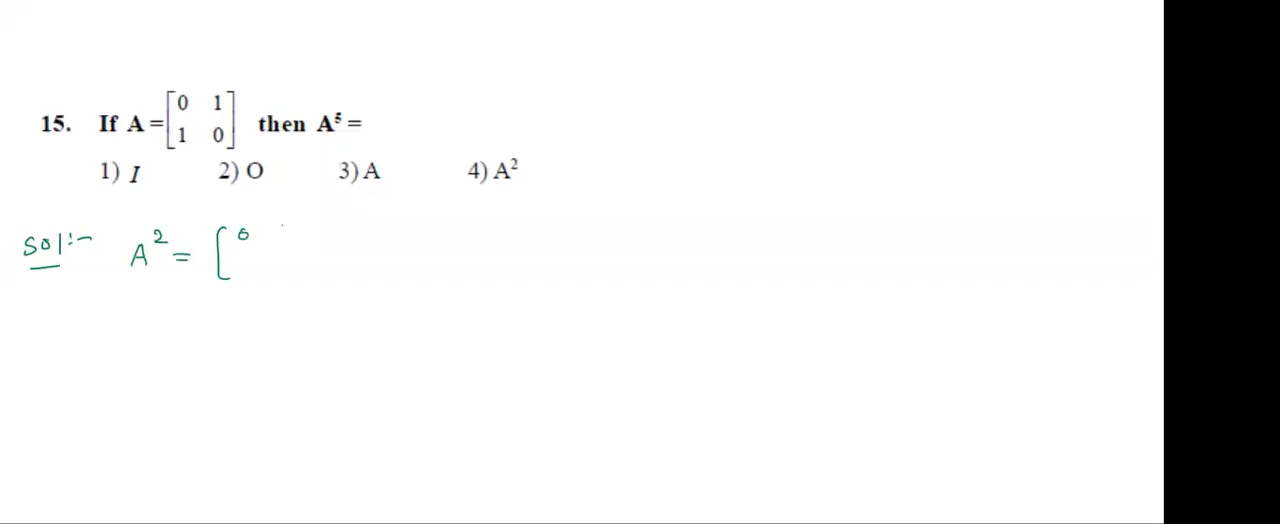 15. If A = [0 1
1 0] then A⁵ =
1) I 2) O 3) A 4) A²
Sol:- A² = [0